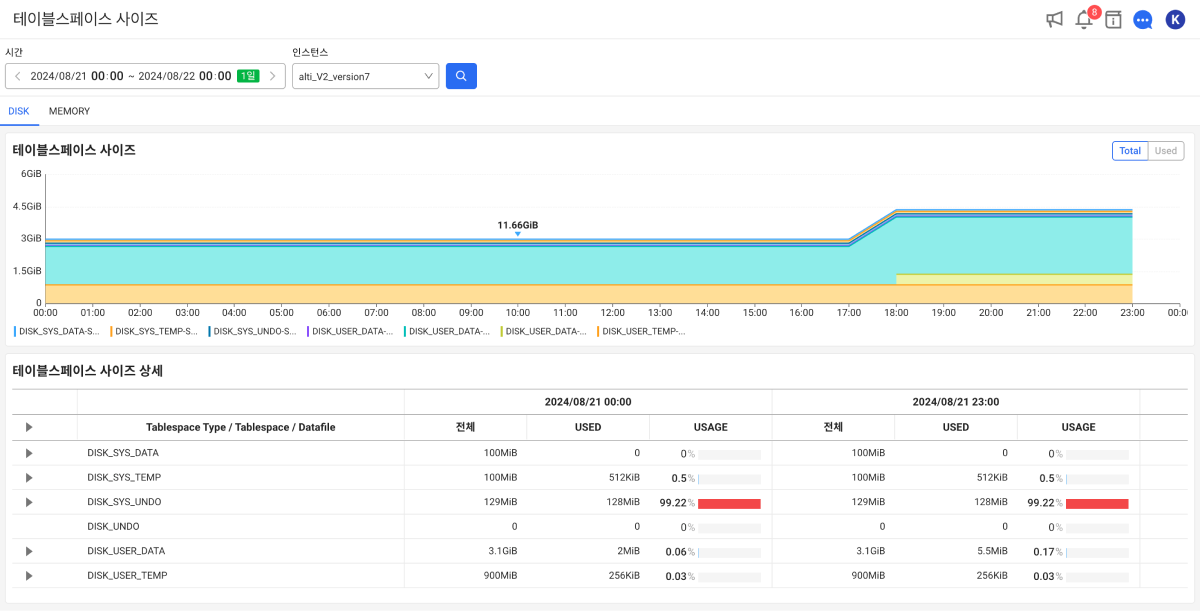 테이블스페이스 사이즈
8
K
시간
인스턴스
2024/08/21 00:00 ~ 2024/08/22 00:00 1일
alti_V2_version7
DISK MEMORY
테이블스페이스 사이즈
Total Used
6GiB
4.5GiB
3GiB
1.5GiB
0
11.66GiB
00:00 01:00 02:00 03:00 04:00 05:00 06:00 07:00 08:00 09:00 10:00 11:00 12:00 13:00 14:00 15:00 16:00 17:00 18:00 19:00 20:00 21:00 22:00 23:00 00:0
DISK_SYS_DATA-S... DISK_SYS_TEMP-S... DISK_SYS_UNDO-S... DISK_USER_DATA-... DISK_USER_DATA-... DISK_USER_DATA-... DISK_USER_TEMP-...
테이블스페이스 사이즈 상세
2024/08/21 00:00 2024/08/21 23:00
Tablespace Type / Tablespace / Datafile 전체 USED USAGE 전체 USED USAGE
DISK_SYS_DATA 100MiB 0 0% 100MiB 0 0%
DISK_SYS_TEMP 100MiB 512KiB 0.5% 100MiB 512KiB 0.5%
DISK_SYS_UNDO 129MiB 128MiB 99.22% 129MiB 128MiB 99.22%
DISK_UNDO 0 0 0% 0 0 0%
DISK_USER_DATA 3.1GiB 2MiB 0.06% 3.1GiB 5.5MiB 0.17%
DISK_USER_TEMP 900MiB 256KiB 0.03% 900MiB 256KiB 0.03%